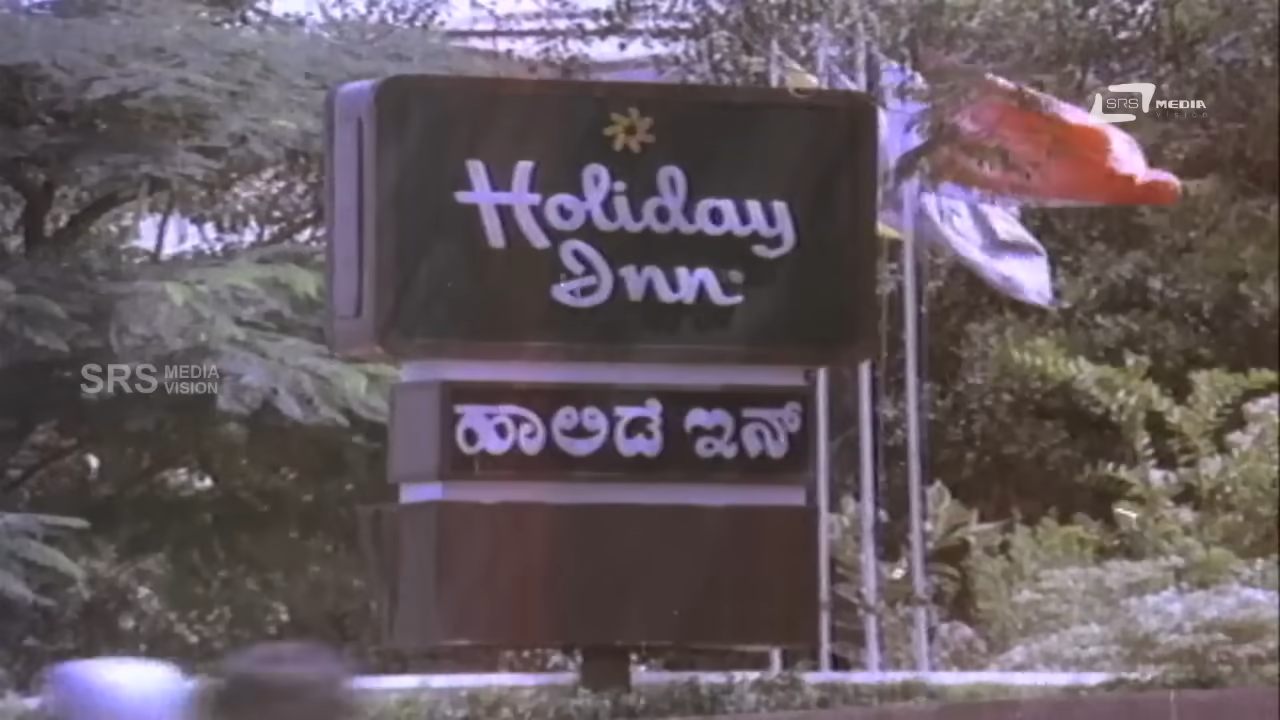 SRS MEDIA
Vision
Holiday
Inn
SRS MEDIA
VISION
ಹಾಲಿಡೆ ಇನ್